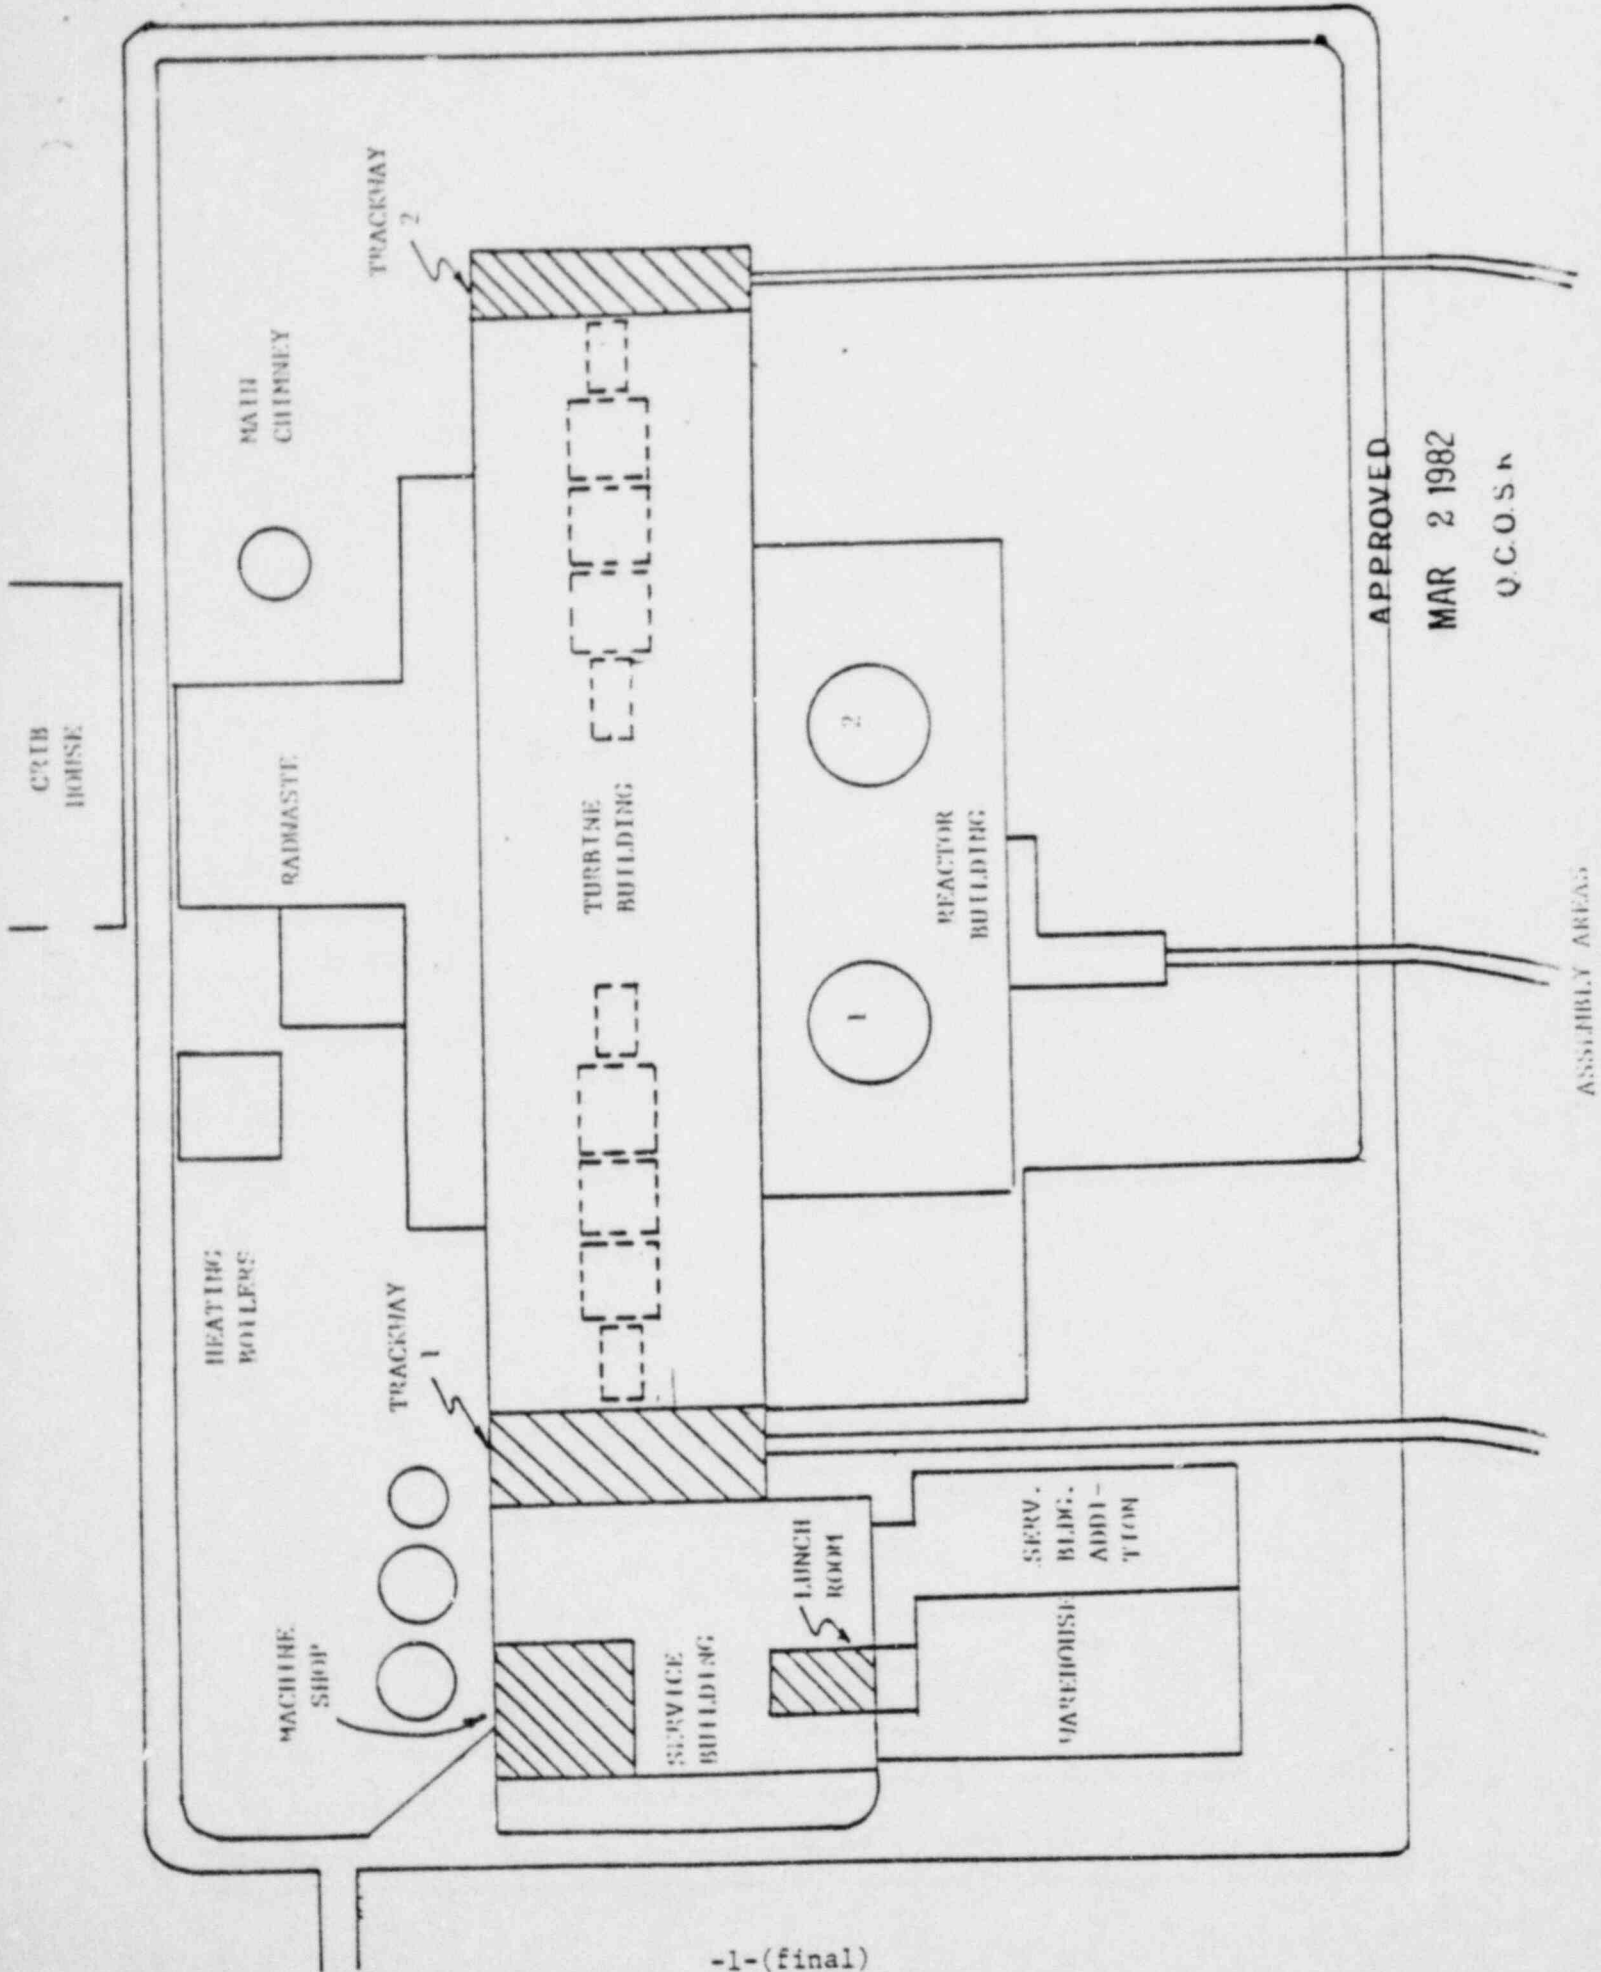 CRIB
HOUSE
TRACKWAY
2
MAIN
CHIMNEY
RADWASTE
HEATING
BOILERS
TRACKWAY
1
MACHINE
SHOP
TURBINE
BUILDING
2
1
REACTOR
BUILDING
SERVICE
BUILDING
LUNCH
ROOM
SERV.
BLDG.
ADDI-
TION
WAREHOUSE
APPROVED
MAR 2 1982
Q.C.O.S.R
ASSEMBLY AREAS
-1-(final)